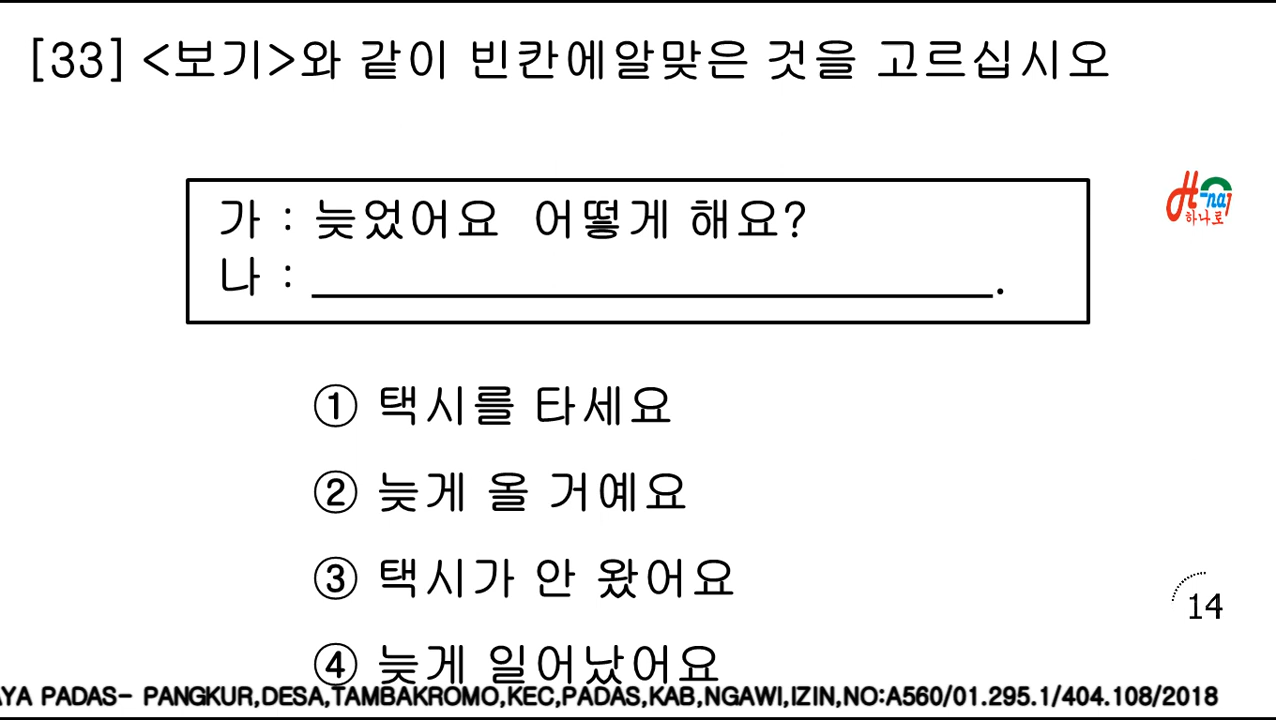 [33] <보기>와 같이 빈칸에알맞은 것을 고르십시오
가 : 늦었어요 어떻게 해요?
나 : ______________________________.
① 택시를 타세요
② 늦게 올 거예요
③ 택시가 안 왔어요
④ 늦게 일어났어요
H-na
하나로
14
PADAS- PANGKUR,DESA,TAMBAKROMO,KEC,PADAS,KAB,NGAWI,IZIN,NO:A560/01.295.1/404.108/2018